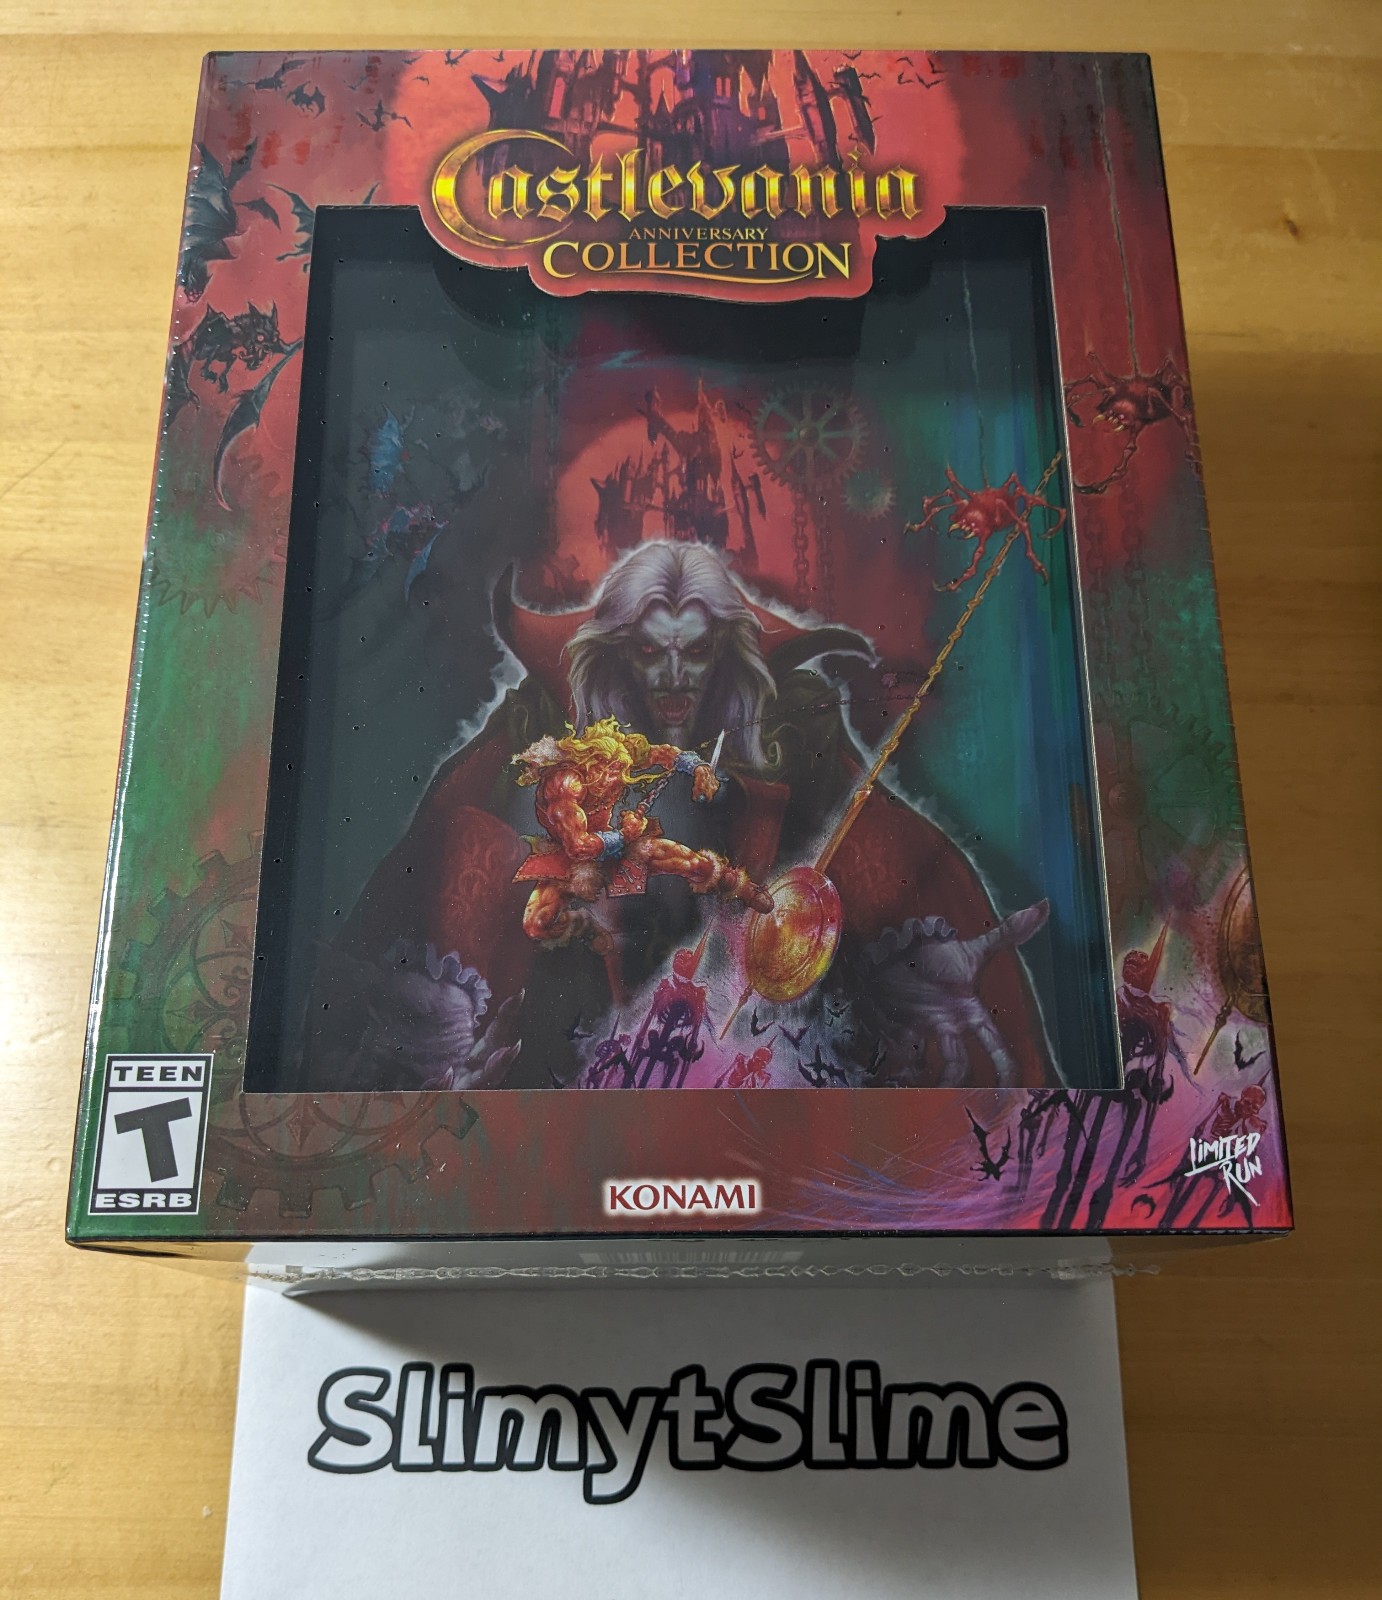 Castlevania
ANNIVERSARY
COLLECTION
TEEN
T
ESRB
KONAMI
LIMITED
RUN
SlimytSlime